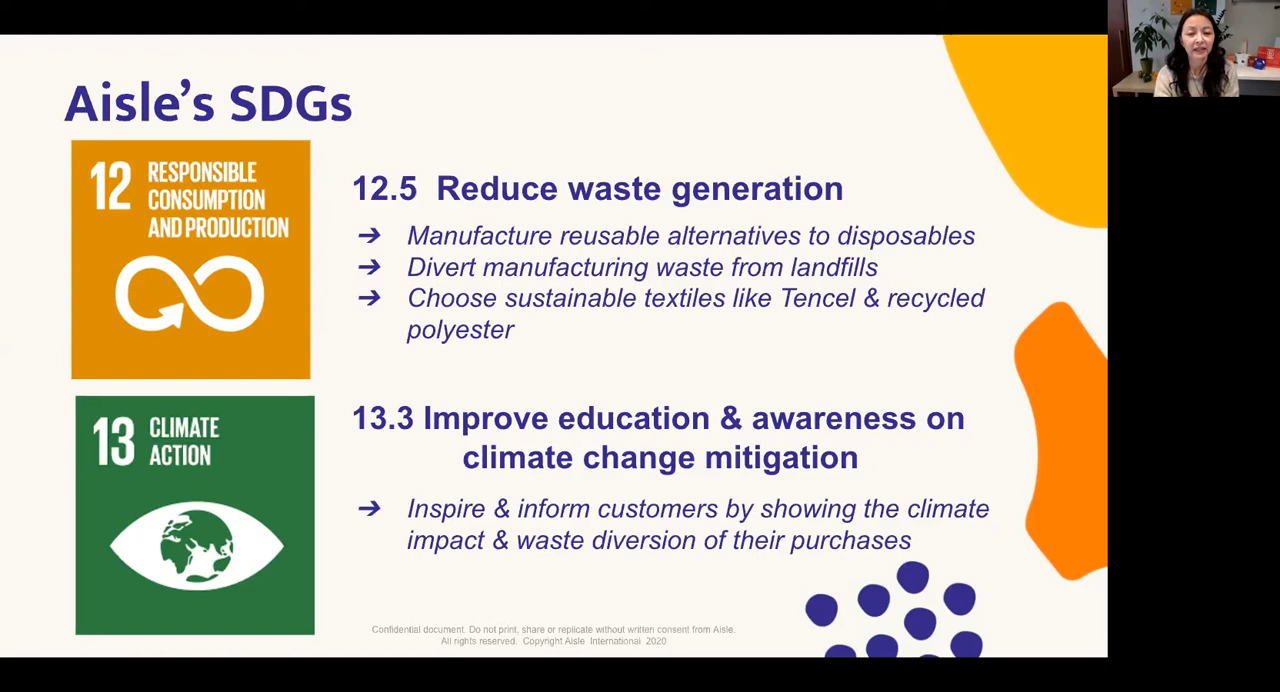 Aisle's SDGs
12 RESPONSIBLE
CONSUMPTION
AND PRODUCTION
12.5 Reduce waste generation
➔ Manufacture reusable alternatives to disposables
➔ Divert manufacturing waste from landfills
➔ Choose sustainable textiles like Tencel & recycled
polyester
13 CLIMATE
ACTION
13.3 Improve education & awareness on
climate change mitigation
➔ Inspire & inform customers by showing the climate
impact & waste diversion of their purchases
Confidential document. Do not print, share or replicate without written consent from Aisle.
All rights reserved. Copyright Aisle International 2020